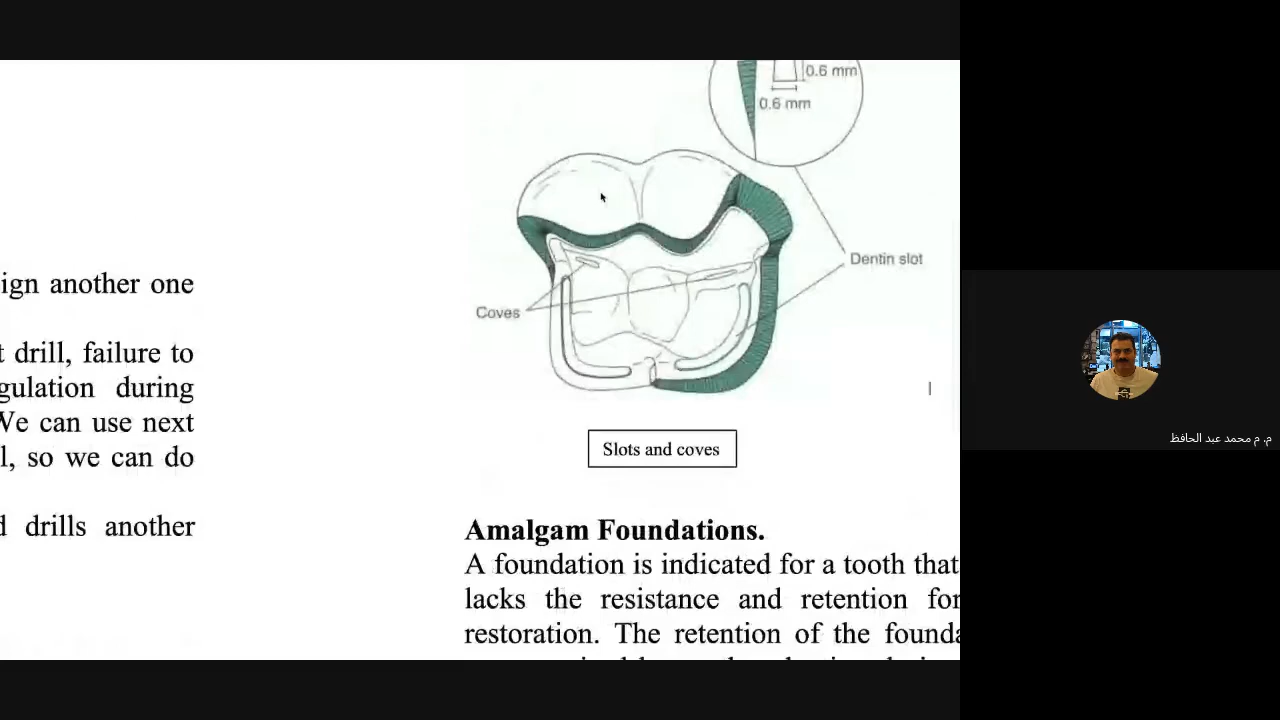 ign another one
t drill, failure to
gulation during
We can use next
l, so we can do
d drills another
0.6 mm
0.6 mm
Dentin slot
Coves
Slots and coves
Amalgam Foundations.
A foundation is indicated for a tooth that
lacks the resistance and retention for
restoration. The retention of the founda
م. م محمد عبد الحافظ